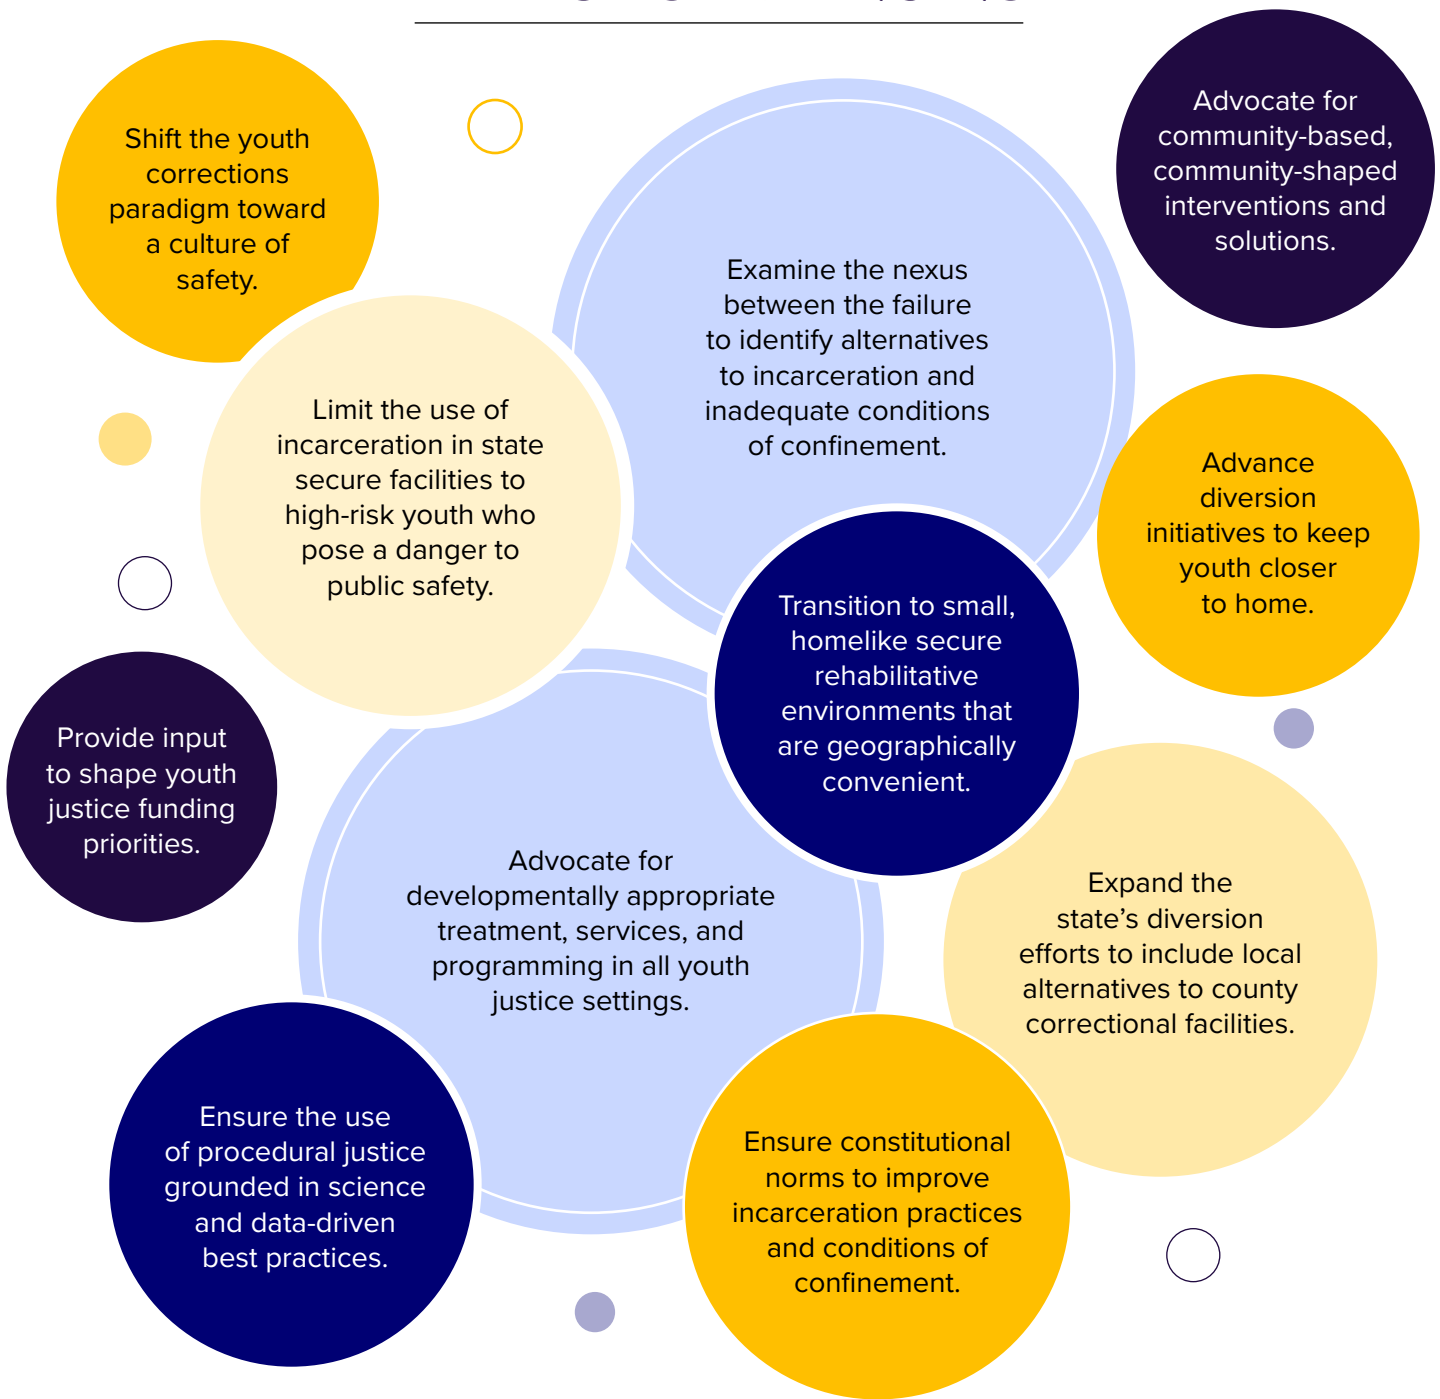 Shift the youth
corrections
paradigm toward
a culture of
safety.
Advocate for
community-based,
community-shaped
interventions and
solutions.
Examine the nexus
between the failure
to identify alternatives
to incarceration and
inadequate conditions
of confinement.
Limit the use of
incarceration in state
secure facilities to
high-risk youth who
pose a danger to
public safety.
Advance
diversion
initiatives to keep
youth closer
to home.
Transition to small,
homelike secure
rehabilitative
environments that
are geographically
convenient.
Provide input
to shape youth
justice funding
priorities.
Advocate for
developmentally appropriate
treatment, services, and
programming in all youth
justice settings.
Expand the
state’s diversion
efforts to include local
alternatives to county
correctional facilities.
Ensure the use
of procedural justice
grounded in science
and data-driven
best practices.
Ensure constitutional
norms to improve
incarceration practices
and conditions of
confinement.